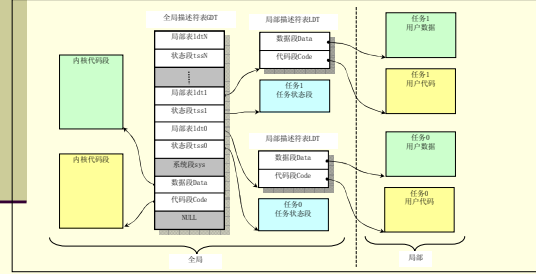 全局描述符表GDT
局部表ldtN
状态段tssN
局部表ldt1
状态段tss1
局部表ldt0
状态段tss0
系统段sys
数据段Data
代码段Code
NULL
内核代码段
内核代码段
局部描述符表LDT
数据段Data
代码段Code
任务1
任务状态段
局部描述符表LDT
数据段Data
代码段Code
任务0
任务状态段
任务1
用户数据
任务1
用户代码
任务0
用户数据
任务0
用户代码
全局
局部